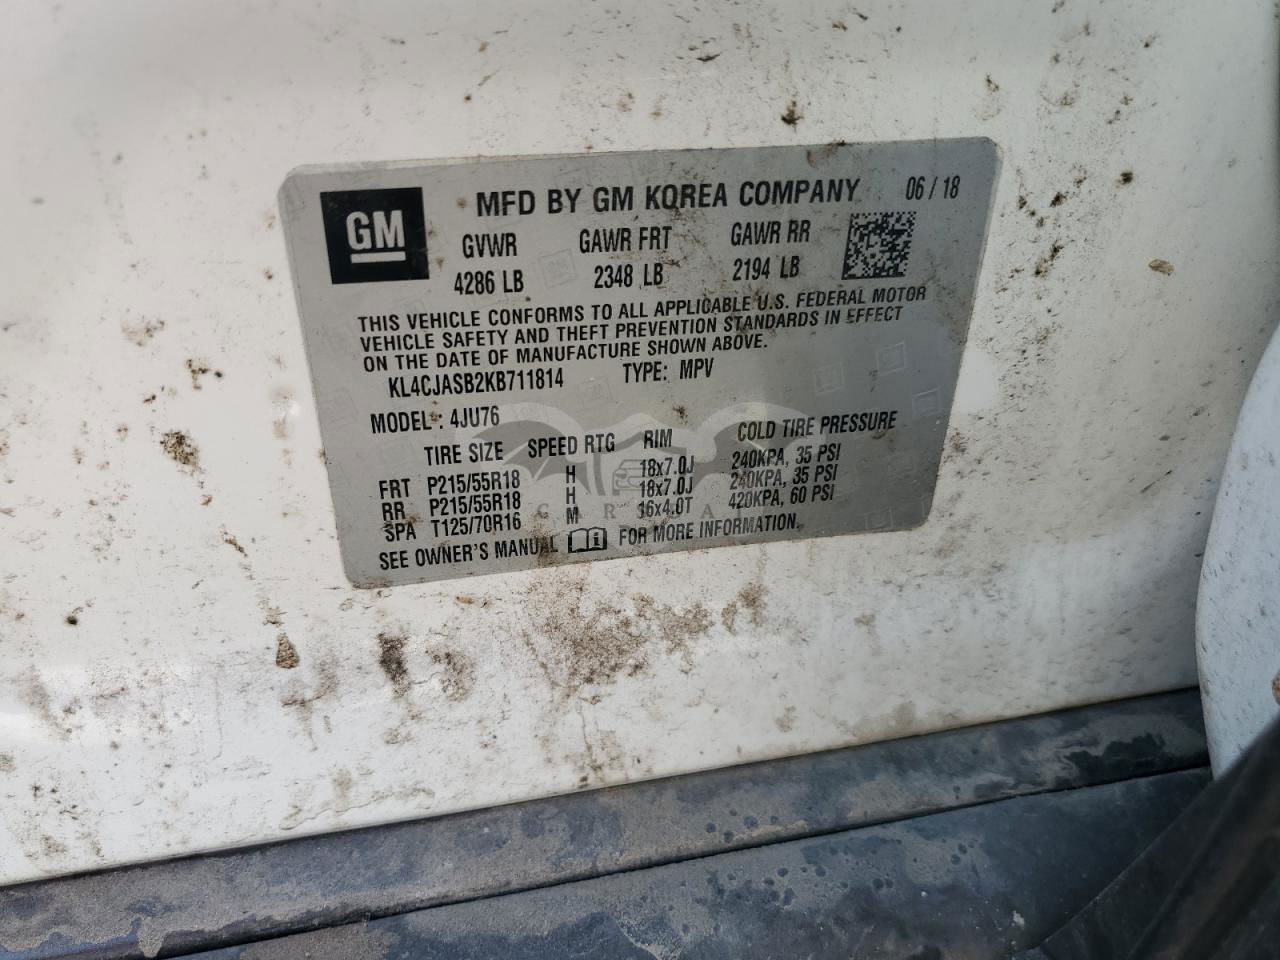 GM
MFD BY GM KOREA COMPANY 06 / 18
GVWR GAWR FRT GAWR RR
4286 LB 2348 LB 2194 LB
THIS VEHICLE CONFORMS TO ALL APPLICABLE U.S. FEDERAL MOTOR
VEHICLE SAFETY AND THEFT PREVENTION STANDARDS IN EFFECT
ON THE DATE OF MANUFACTURE SHOWN ABOVE.
KL4CJASB2KB711814 TYPE: MPV
MODEL: 4JU76
TIRE SIZE SPEED RTG RIM COLD TIRE PRESSURE
FRT P215/55R18 H 18x7.0J 240KPA, 35 PSI
RR P215/55R18 H 18x7.0J 240KPA, 35 PSI
SPA T125/70R16 M 16x4.0T 420KPA, 60 PSI
SEE OWNER'S MANUAL FOR MORE INFORMATION.